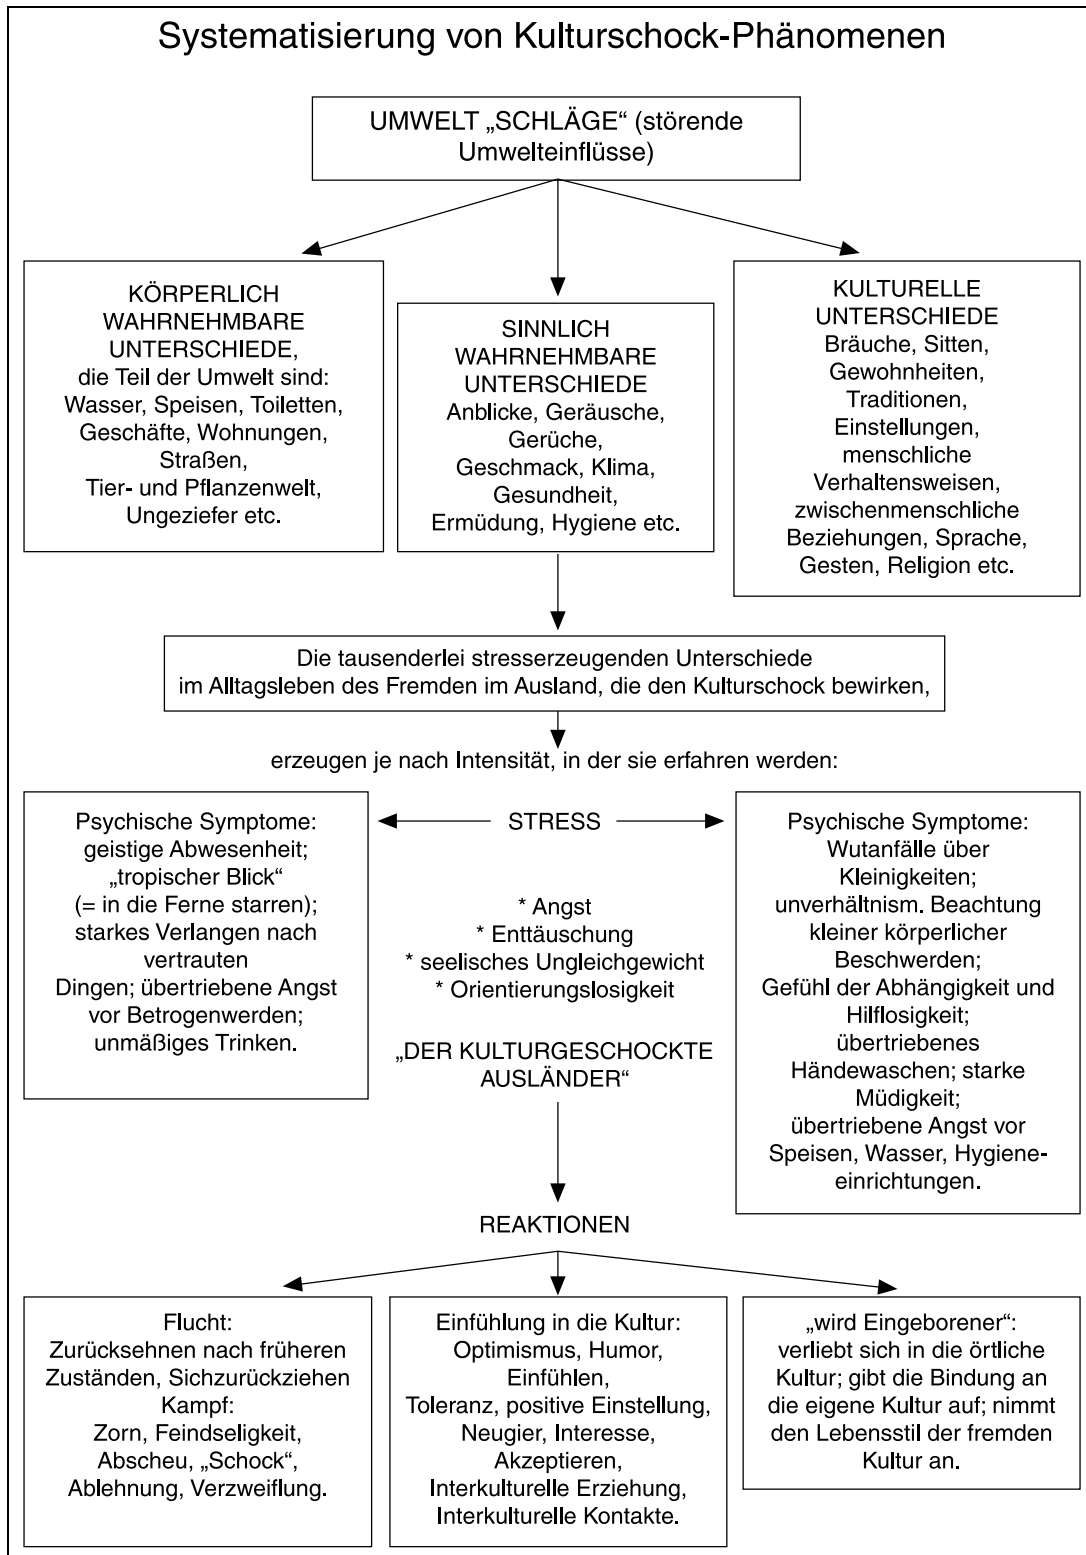 Systematisierung von Kulturschock-Phänomenen
UMWELT „SCHLÄGE“ (störende
Umwelteinflüsse)
KÖRPERLICH
WAHRNEHMBARE
UNTERSCHIEDE,
die Teil der Umwelt sind:
Wasser, Speisen, Toiletten,
Geschäfte, Wohnungen,
Straßen,
Tier- und Pflanzenwelt,
Ungeziefer etc.
SINNLICH
WAHRNEHMBARE
UNTERSCHIEDE
Anblicke, Geräusche,
Gerüche,
Geschmack, Klima,
Gesundheit,
Ermüdung, Hygiene etc.
KULTURELLE
UNTERSCHIEDE
Bräuche, Sitten,
Gewohnheiten,
Traditionen,
Einstellungen,
menschliche
Verhaltensweisen,
zwischenmenschliche
Beziehungen, Sprache,
Gesten, Religion etc.
Die tausenderlei stresserzeugenden Unterschiede
im Alltagsleben des Fremden im Ausland, die den Kulturschock bewirken,
erzeugen je nach Intensität, in der sie erfahren werden:
Psychische Symptome:
geistige Abwesenheit;
„tropischer Blick“
(= in die Ferne starren);
starkes Verlangen nach
vertrauten
Dingen; übertriebene Angst
vor Betrogenwerden;
unmäßiges Trinken.
STRESS
* Angst
* Enttäuschung
* seelisches Ungleichgewicht
* Orientierungslosigkeit
„DER KULTURGESCHOCKTE
AUSLÄNDER“
Psychische Symptome:
Wutanfälle über
Kleinigkeiten;
unverhältnism. Beachtung
kleiner körperlicher
Beschwerden;
Gefühl der Abhängigkeit und
Hilflosigkeit;
übertriebenes
Händewaschen; starke
Müdigkeit;
übertriebene Angst vor
Speisen, Wasser, Hygiene-
einrichtungen.
REAKTIONEN
Flucht:
Zurücksehnen nach früheren
Zuständen, Sichzurückziehen
Kampf:
Zorn, Feindseligkeit,
Abscheu, „Schock“,
Ablehnung, Verzweiflung.
Einfühlung in die Kultur:
Optimismus, Humor,
Einfühlen,
Toleranz, positive Einstellung,
Neugier, Interesse,
Akzeptieren,
Interkulturelle Erziehung,
Interkulturelle Kontakte.
„wird Eingeborener“:
verliebt sich in die örtliche
Kultur; gibt die Bindung an
die eigene Kultur auf; nimmt
den Lebensstil der fremden
Kultur an.